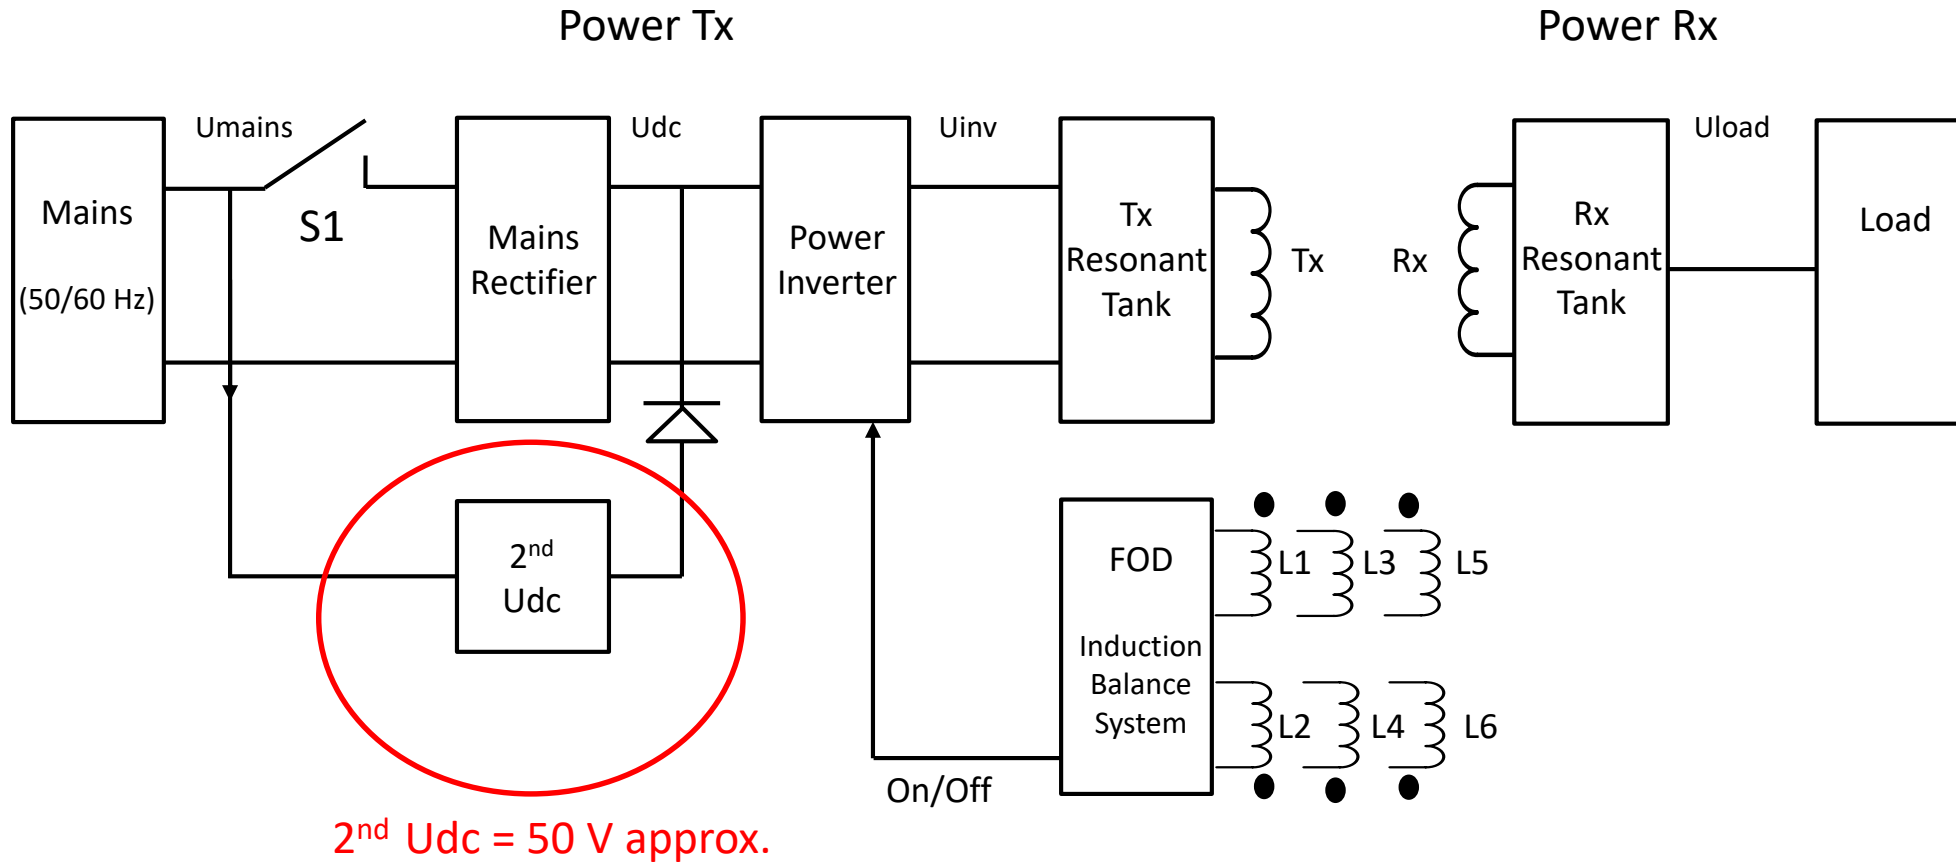 Power Tx
Power Rx
Umains
Udc
Uinv
Uload
Mains
(50/60 Hz)
S1
Mains
Rectifier
Power
Inverter
Tx
Resonant
Tank
Tx
Rx
Rx
Resonant
Tank
Load
2nd
Udc
FOD
Induction
Balance
System
L1
L3
L5
L2
L4
L6
On/Off
2nd Udc = 50 V approx.